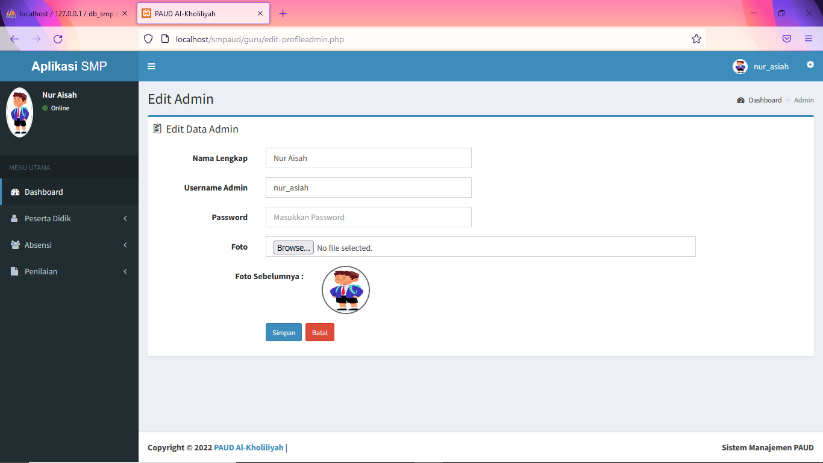 localhost / 127.0.0.1 / db_smp
PAUD Al-Kholiliyah
localhost/smpaud/guru/edit-profileadmin.php
Aplikasi SMP
nur_asiah
Nur Aisah
Online
MENU UTAMA
Dashboard
Peserta Didik
Absensi
Penilaian
Edit Admin
Dashboard
Admin
Edit Data Admin
Nama Lengkap
Nur Aisah
Username Admin
nur_asiah
Password
Masukkan Password
Foto
Browse... No file selected.
Foto Sebelumnya :
Simpan
Batal
Copyright © 2022 PAUD Al-Kholiliyah |
Sistem Manajemen PAUD